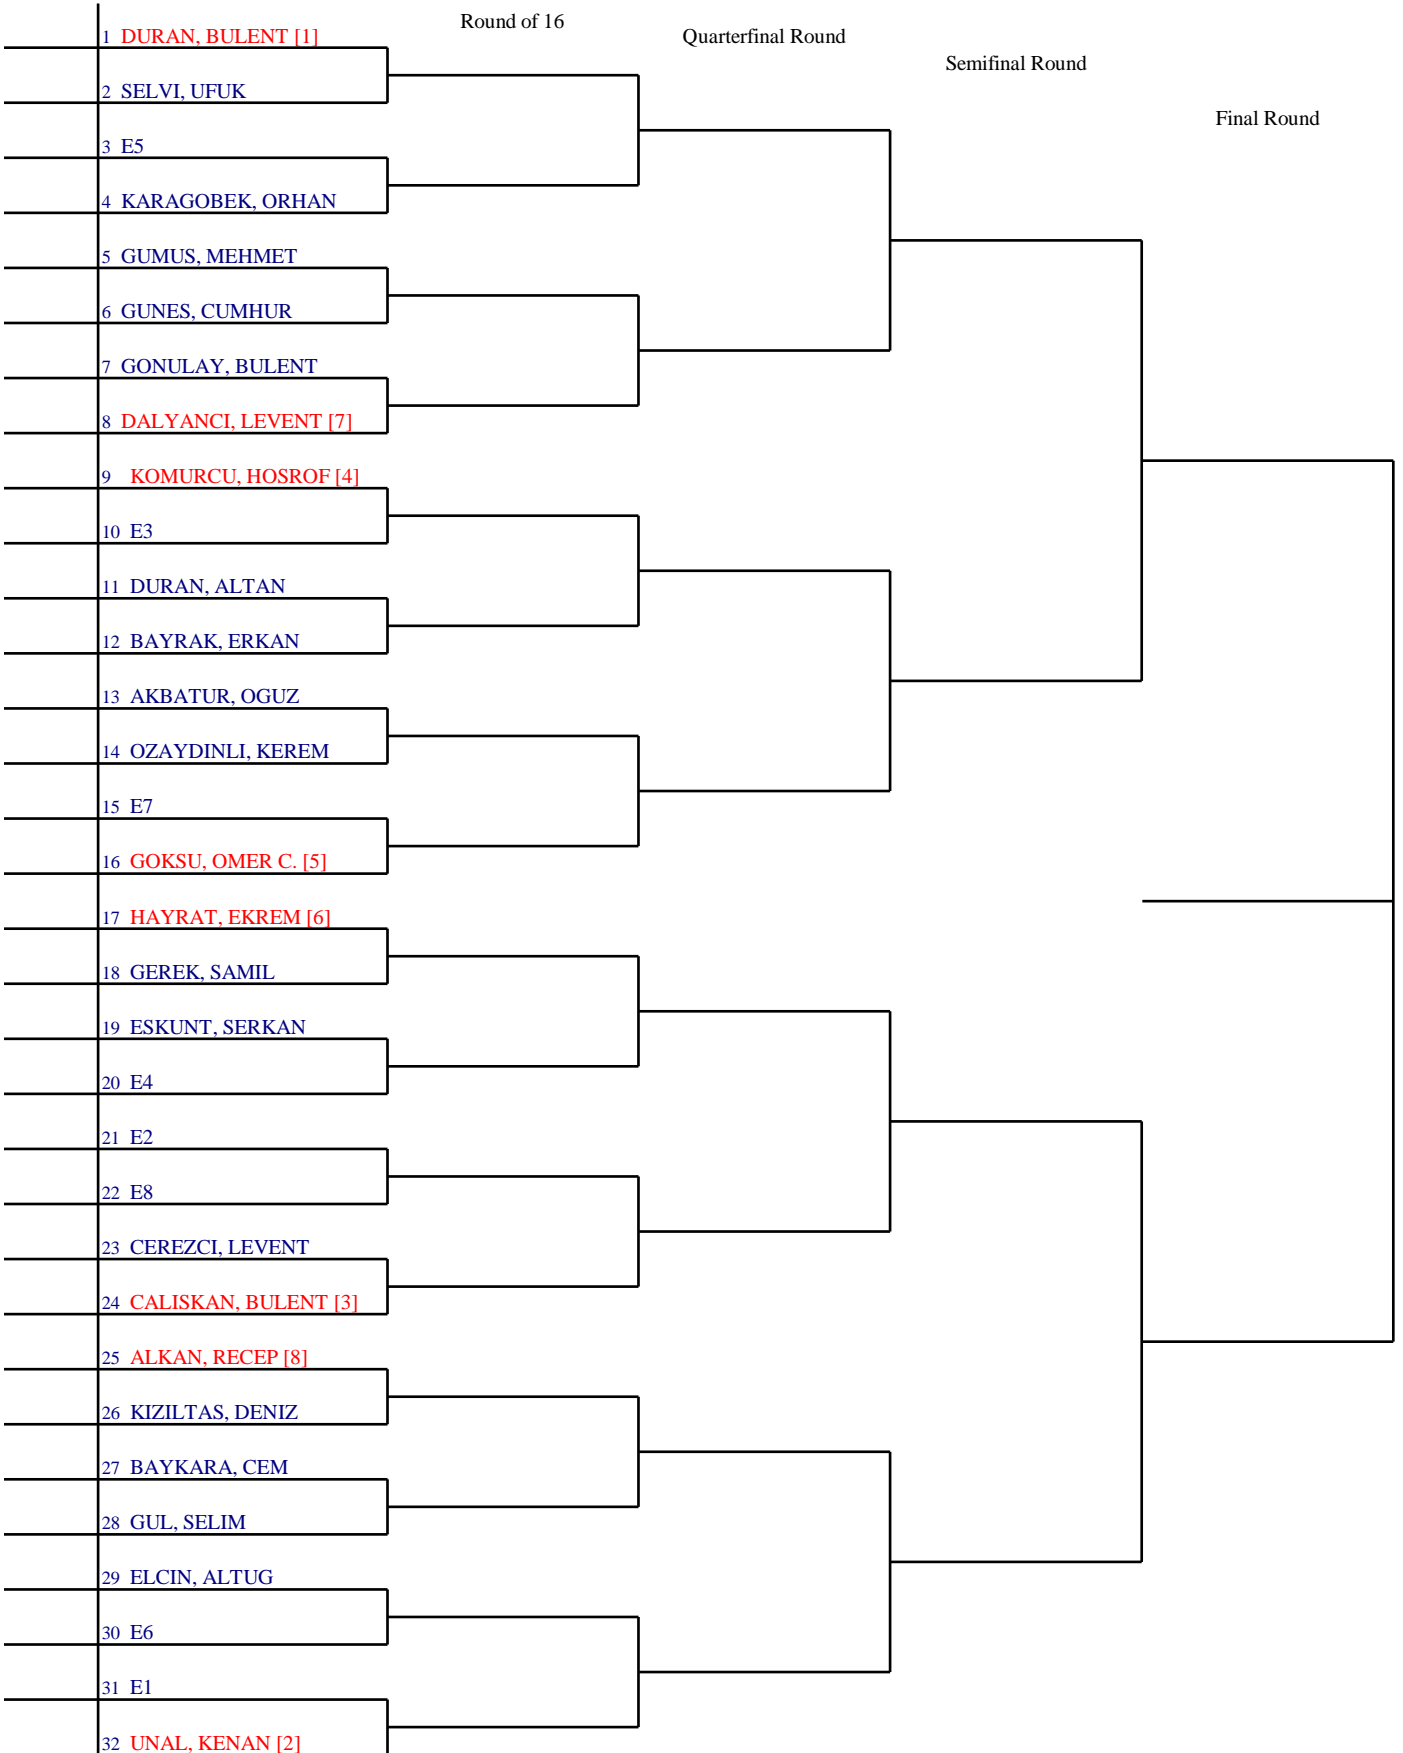 Round of 16
Quarterfinal Round
Semifinal Round
Final Round
1 DURAN, BULENT [1]
2 SELVI, UFUK
3 E5
4 KARAGOBEK, ORHAN
5 GUMUS, MEHMET
6 GUNES, CUMHUR
7 GONULAY, BULENT
8 DALYANCI, LEVENT [7]
9 KOMURCU, HOSROF [4]
10 E3
11 DURAN, ALTAN
12 BAYRAK, ERKAN
13 AKBATUR, OGUZ
14 OZAYDINLI, KEREM
15 E7
16 GOKSU, OMER C. [5]
17 HAYRAT, EKREM [6]
18 GEREK, SAMIL
19 ESKUNT, SERKAN
20 E4
21 E2
22 E8
23 CEREZCI, LEVENT
24 CALISKAN, BULENT [3]
25 ALKAN, RECEP [8]
26 KIZILTAS, DENIZ
27 BAYKARA, CEM
28 GUL, SELIM
29 ELCIN, ALTUG
30 E6
31 E1
32 UNAL, KENAN [2]